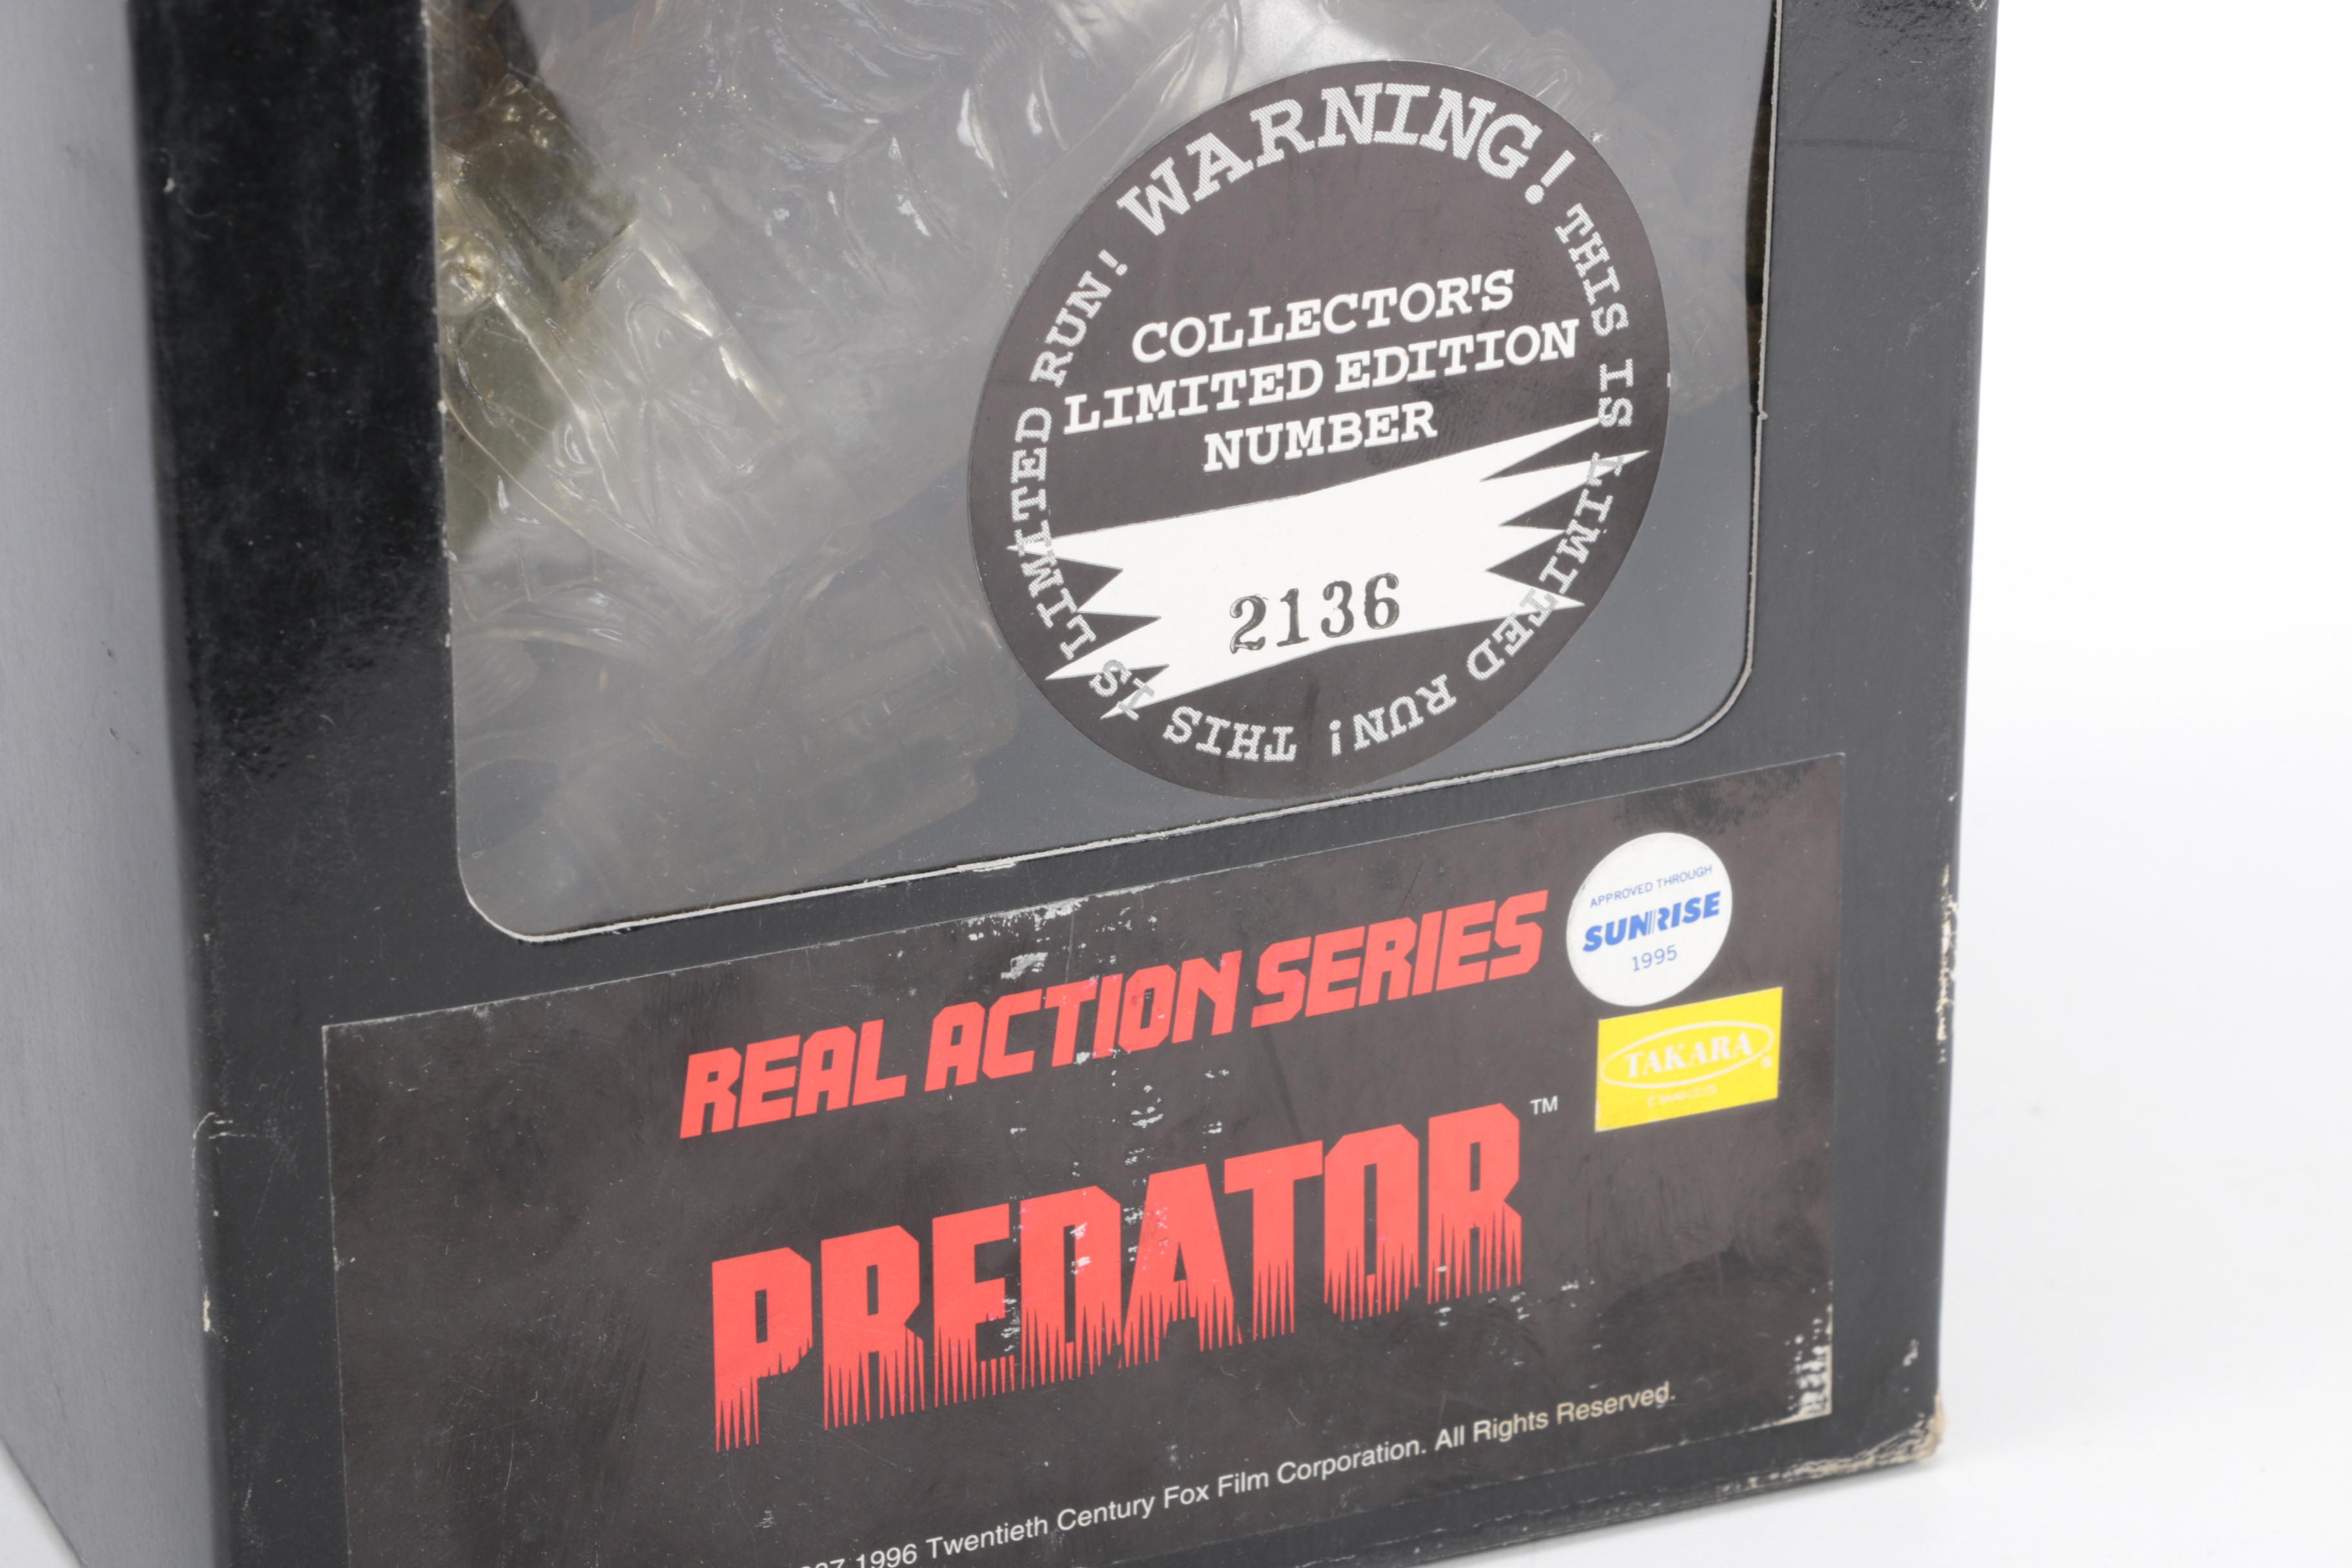 WARNING! THIS IS LIMITED RUN! THIS IS LIMITED RUN!
COLLECTOR'S
LIMITED EDITION
NUMBER
2136
REAL ACTION SERIES
APPROVED THROUGH
SUNRISE
1995
TAKARA ®
PREDATOR™
1996 Twentieth Century Fox Film Corporation. All Rights Reserved.